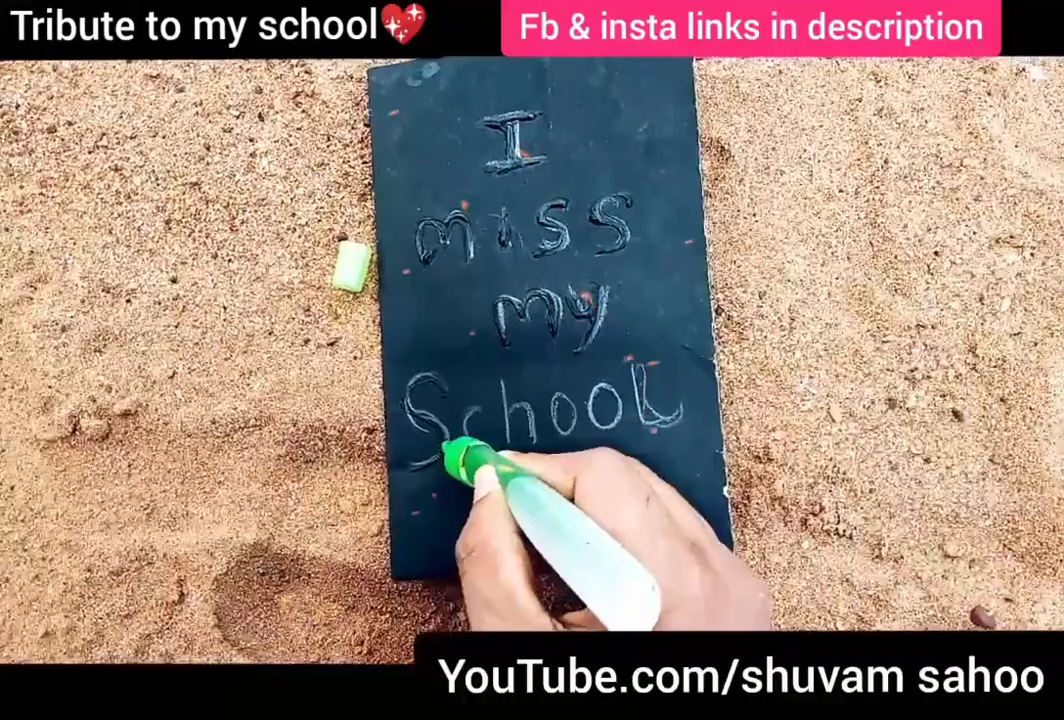 Tribute to my school💖
Fb & insta links in description
I
miss
my
School
YouTube.com/shuvam sahoo